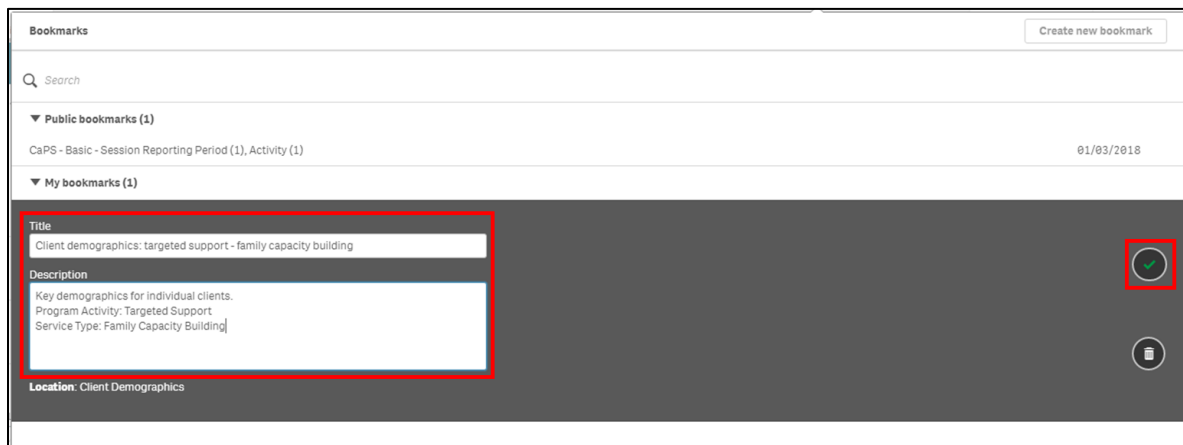 Bookmarks
Create new bookmark
Search
Public bookmarks (1)
CaPS - Basic - Session Reporting Period (1), Activity (1)
01/03/2018
My bookmarks (1)
Title
Client demographics: targeted support - family capacity building
Description
Key demographics for individual clients.
Program Activity: Targeted Support
Service Type: Family Capacity Building
Location: Client Demographics